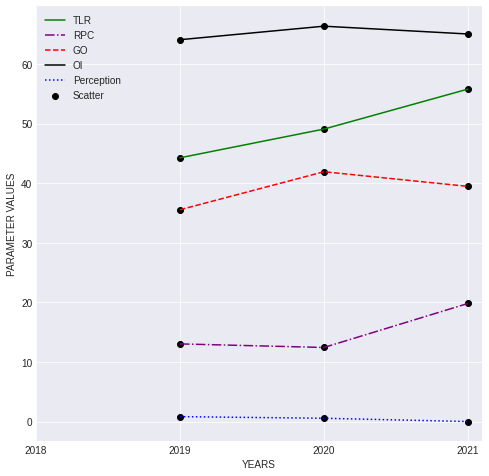 TLR
RPC
GO
OI
Perception
Scatter
PARAMETER VALUES
60
50
40
30
20
10
0
2018 2019 2020 2021
YEARS